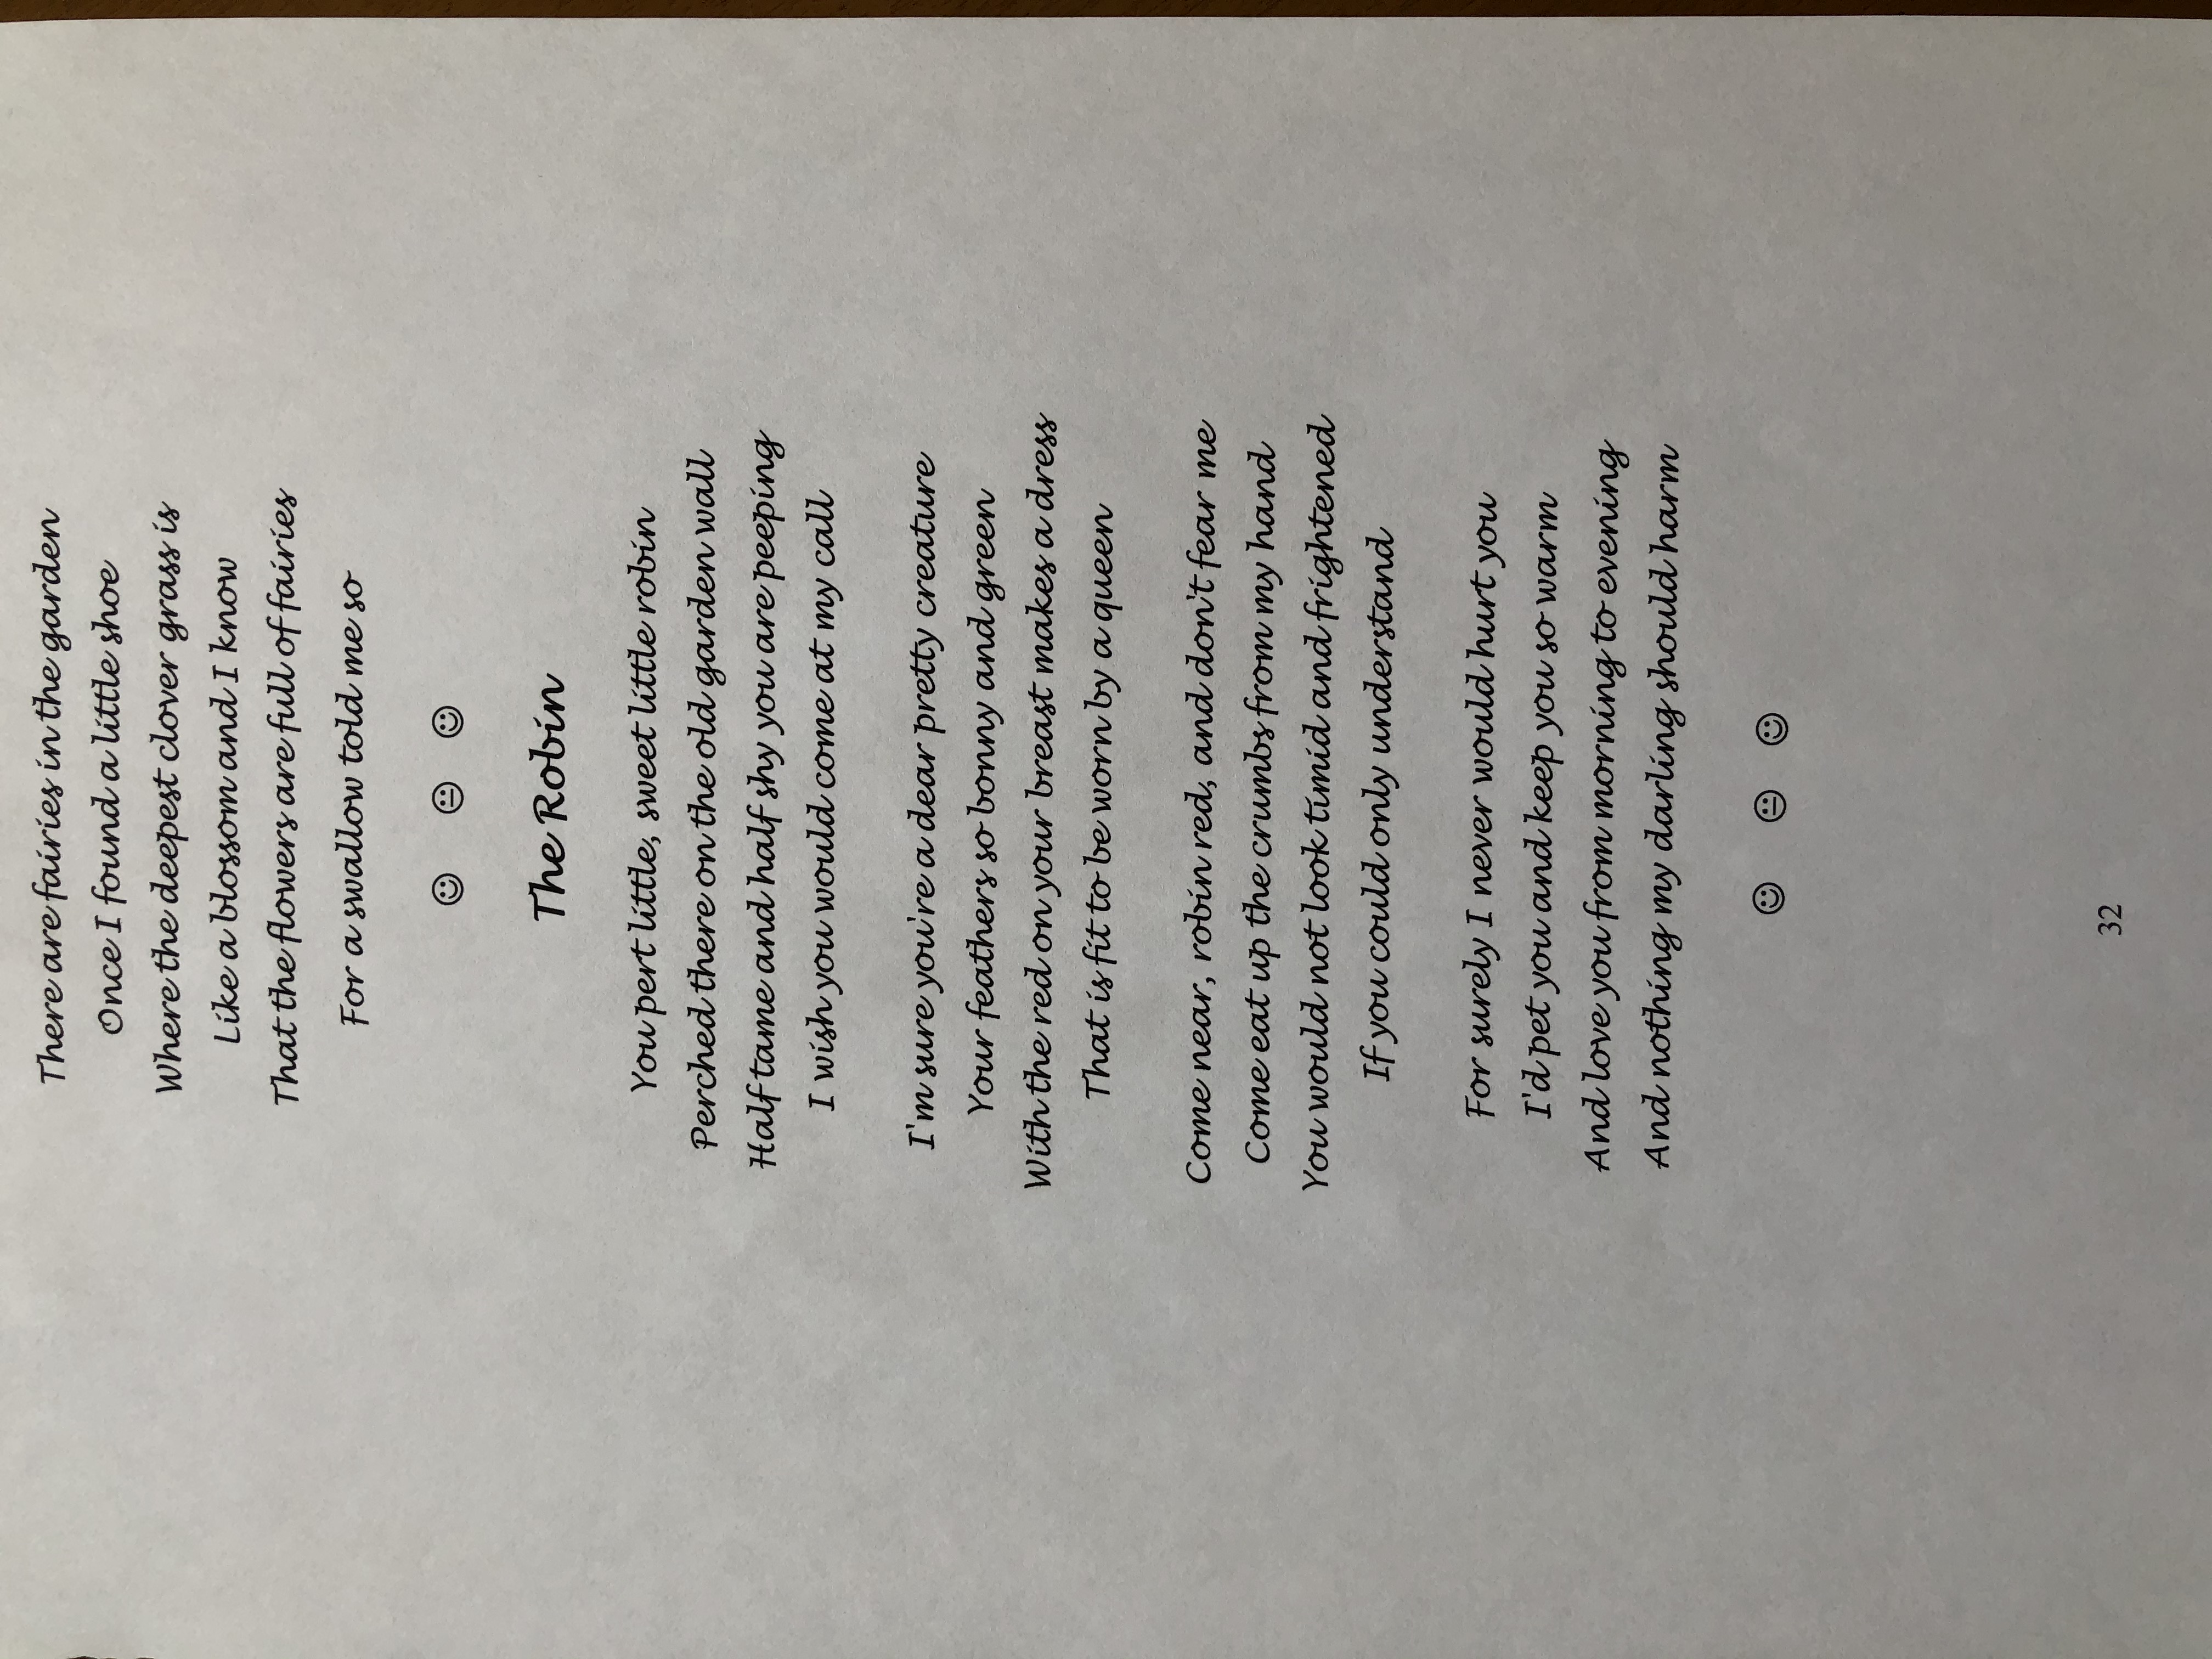 There are fairies in the garden
Once I found a little shoe
Where the deepest clover grass is
Like a blossom and I know
That the flowers are full of fairies
For a swallow told me so
☺ 😐 ☺
The Robin
You pert little, sweet little robin
Perched there on the old garden wall
Half tame and half shy you are peeping
I wish you would come at my call
I'm sure you're a dear pretty creature
Your feathers so bonny and green
With the red on your breast makes a dress
That is fit to be worn by a queen
Come near, robin red, and don't fear me
Come eat up the crumbs from my hand
You would not look timid and frightened
If you could only understand
For surely I never would hurt you
I'd pet you and keep you so warm
And love you from morning to evening
And nothing my darling should harm
☺ 😐 ☺
32